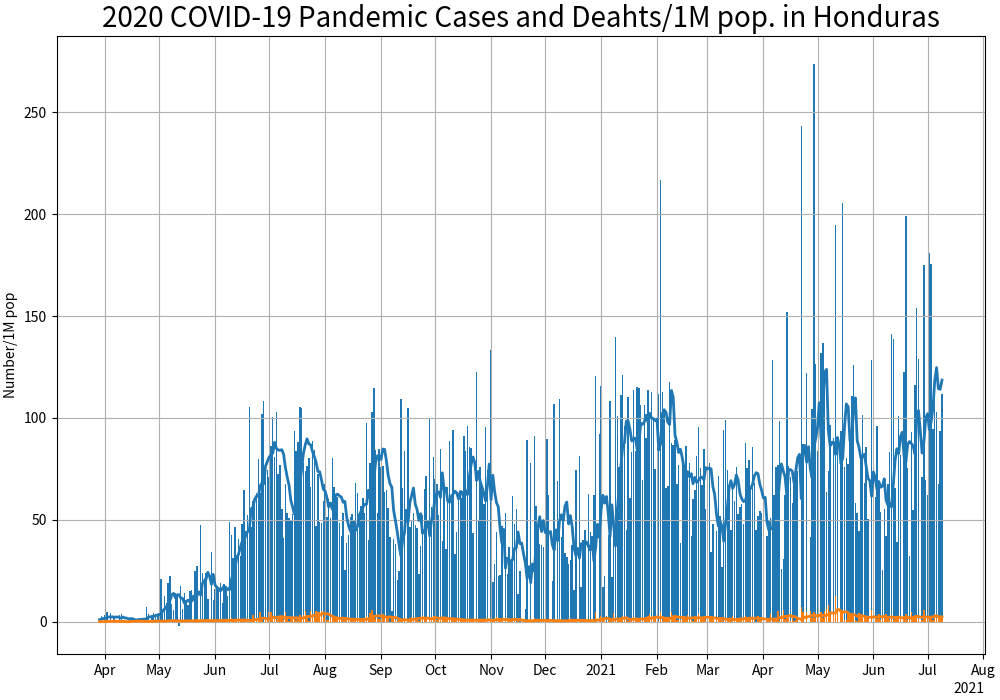 2020 COVID-19 Pandemic Cases and Deahts/1M pop. in Honduras
Number/1M pop
250
200
150
100
50
0
Apr May Jun Jul Aug Sep Oct Nov Dec 2021 Feb Mar Apr May Jun Jul Aug
2021